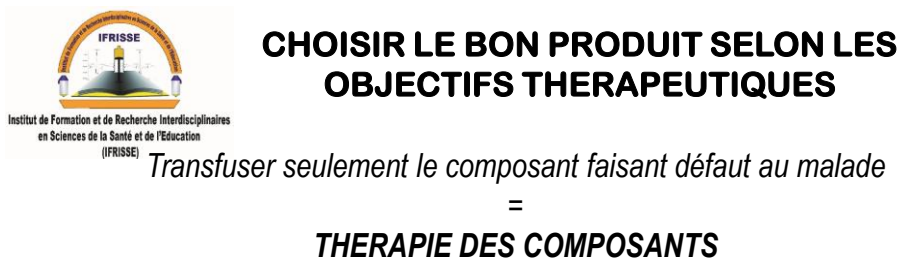 IFRISSE
CHOISIR LE BON PRODUIT SELON LES
OBJECTIFS THERAPEUTIQUES
Institut de Formation et de Recherche Interdisciplinaires
en Sciences de la Santé et de l'Education
(IFRISSE)
Transfuser seulement le composant faisant défaut au malade
=
THERAPIE DES COMPOSANTS